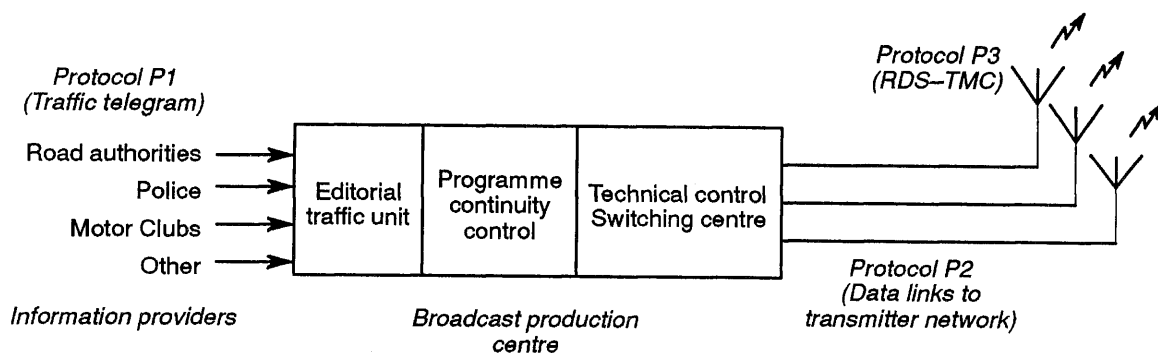 Protocol P1
(Traffic telegram)
Road authorities
Police
Motor Clubs
Other
Information providers
Editorial
traffic unit
Programme
continuity
control
Technical control
Switching centre
Broadcast production
centre
Protocol P3
(RDS–TMC)
Protocol P2
(Data links to
transmitter network)